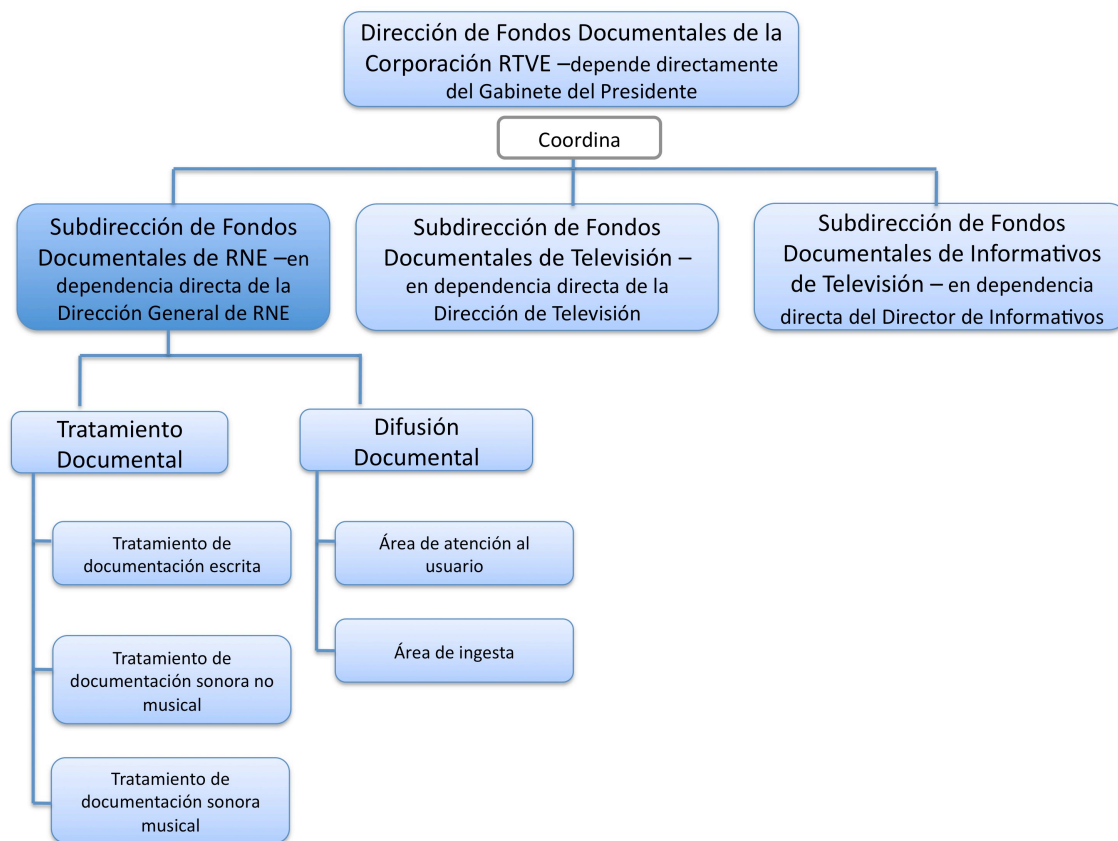 Dirección de Fondos Documentales de la
Corporación RTVE –depende directamente
del Gabinete del Presidente
Coordina
Subdirección de Fondos
Documentales de RNE –en
dependencia directa de la
Dirección General de RNE
Subdirección de Fondos
Documentales de Televisión –
en dependencia directa de la
Dirección de Televisión
Subdirección de Fondos
Documentales de Informativos
de Televisión – en dependencia
directa del Director de Informativos
Tratamiento
Documental
Difusión
Documental
Tratamiento de
documentación escrita
Área de atención al
usuario
Tratamiento de
documentación sonora no
musical
Área de ingesta
Tratamiento de
documentación sonora
musical